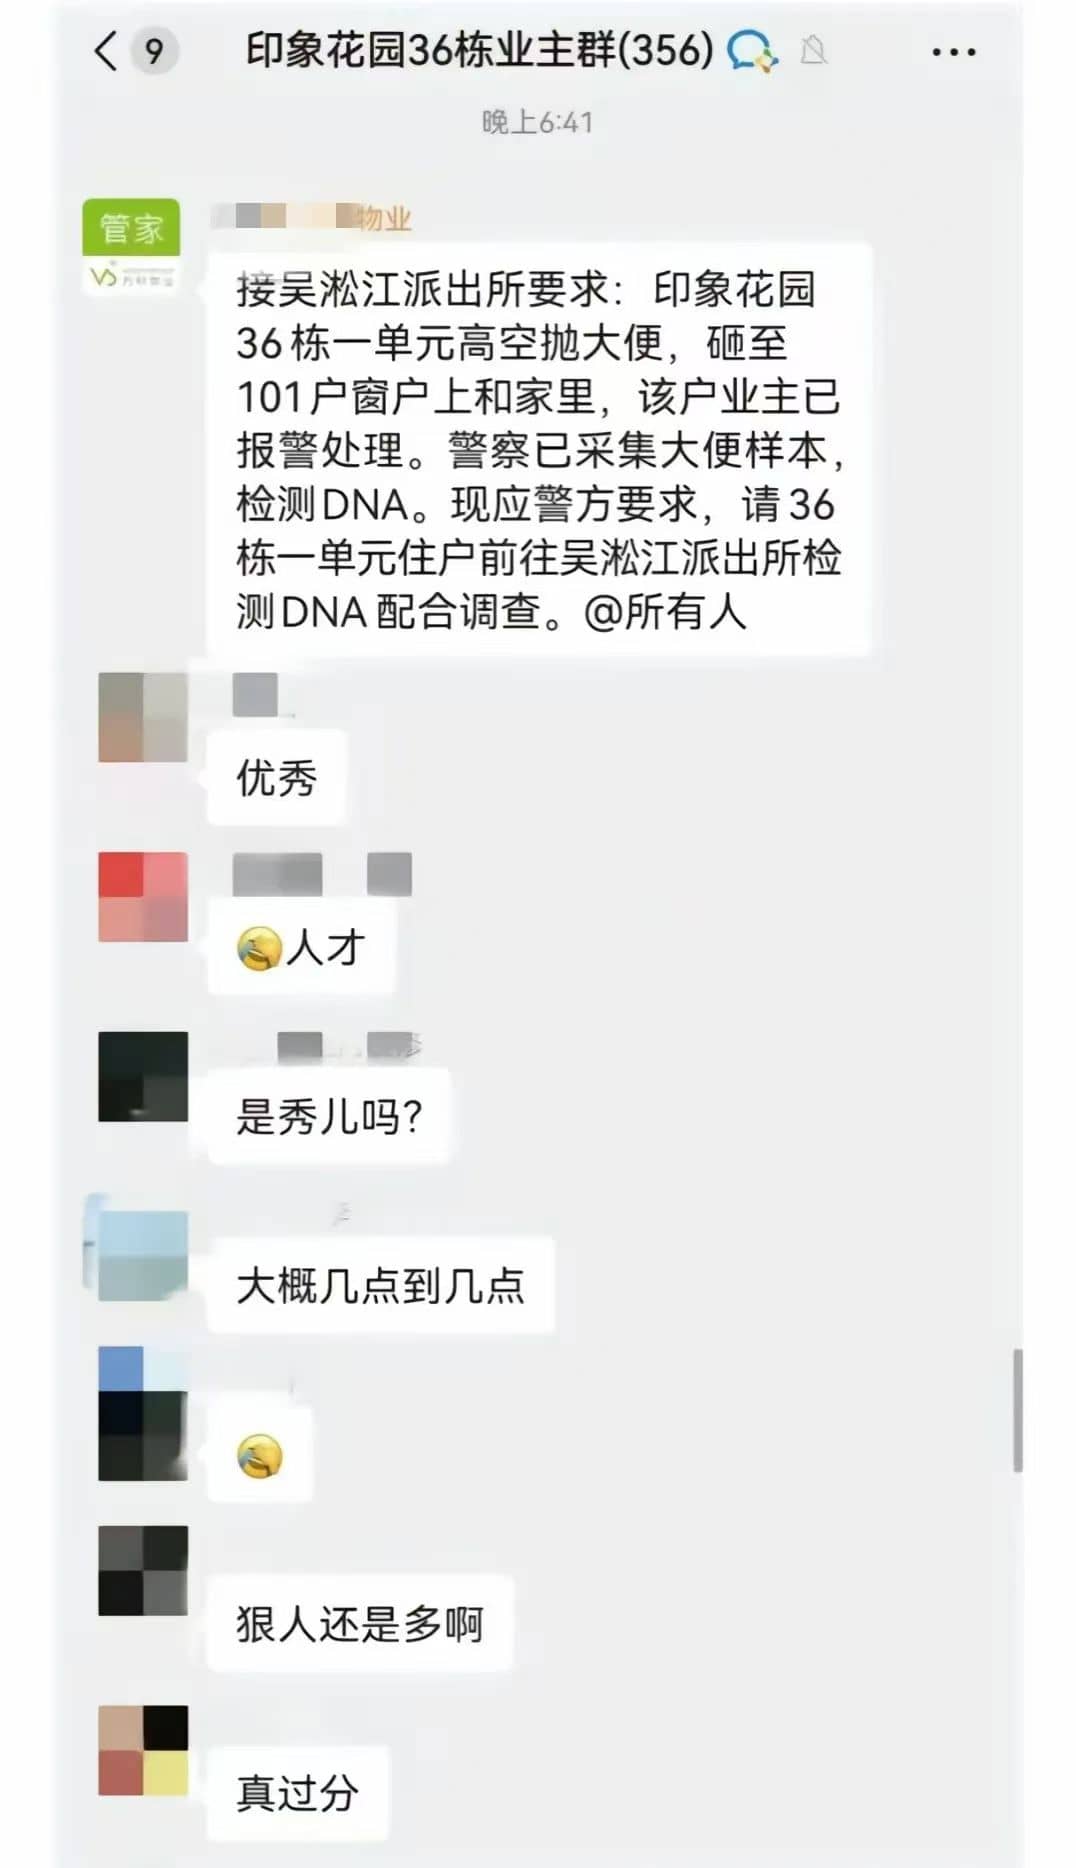 9
印象花园36栋业主群(356)
晚上6:41
管家
物业
接吴淞江派出所要求：印象花园
36栋一单元高空抛大便，砸至
101户窗户上和家里，该户业主已
报警处理。警察已采集大便样本，
检测DNA。现应警方要求，请36
栋一单元住户前往吴淞江派出所检
测DNA配合调查。@所有人
优秀
😂人才
是秀儿吗？
大概几点到几点
😂
狠人还是多啊
真过分